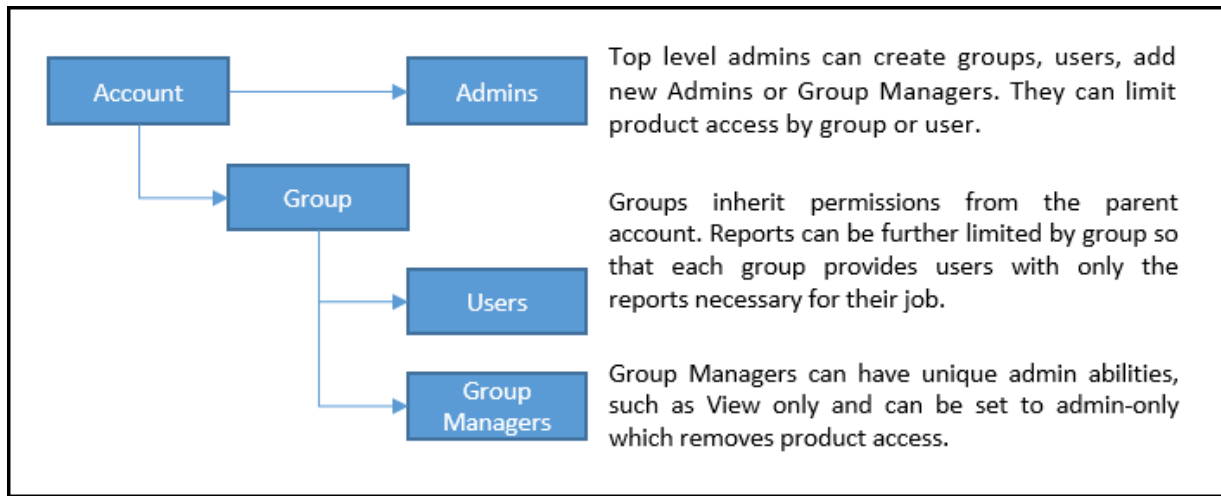 Account
Admins
Top level admins can create groups, users, add
new Admins or Group Managers. They can limit
product access by group or user.
Group
Groups inherit permissions from the parent
account. Reports can be further limited by group so
that each group provides users with only the
reports necessary for their job.
Users
Group
Managers
Group Managers can have unique admin abilities,
such as View only and can be set to admin-only
which removes product access.